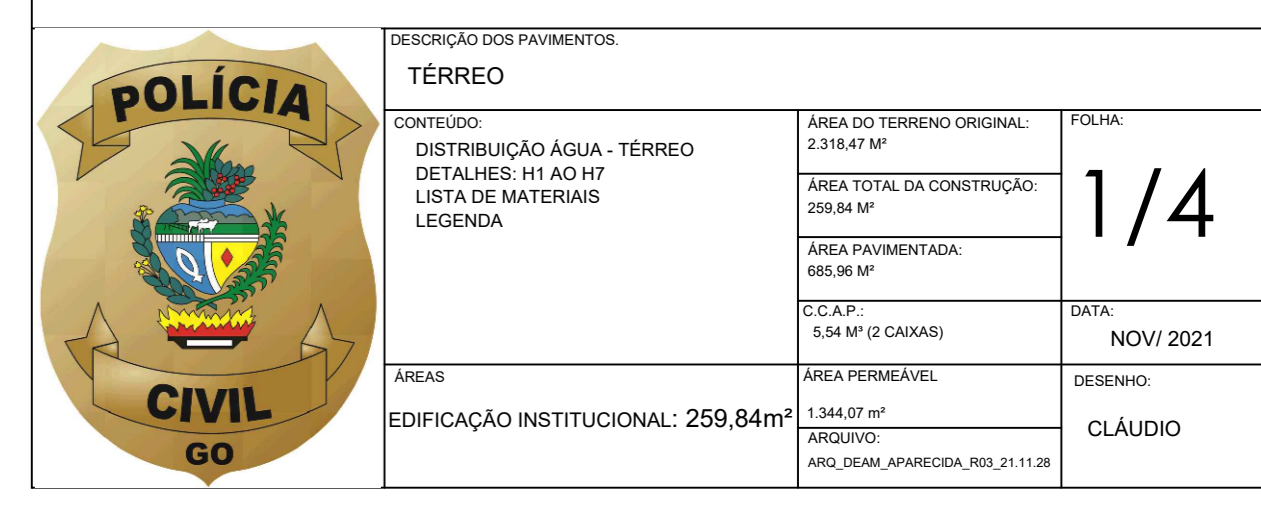 POLÍCIA
CIVIL
GO
DESCRIÇÃO DOS PAVIMENTOS.
TÉRREO
CONTEÚDO:
DISTRIBUIÇÃO ÁGUA - TÉRREO
DETALHES: H1 AO H7
LISTA DE MATERIAIS
LEGENDA
ÁREA DO TERRENO ORIGINAL:
2.318,47 M²
ÁREA TOTAL DA CONSTRUÇÃO:
259,84 M²
ÁREA PAVIMENTADA:
685,96 M²
C.C.A.P.:
5,54 M³ (2 CAIXAS)
FOLHA:
1/4
DATA:
NOV/ 2021
ÁREAS
EDIFICAÇÃO INSTITUCIONAL: 259,84m²
ÁREA PERMEÁVEL
1.344,07 m²
ARQUIVO:
ARQ_DEAM_APARECIDA_R03_21.11.28
DESENHO:
CLÁUDIO